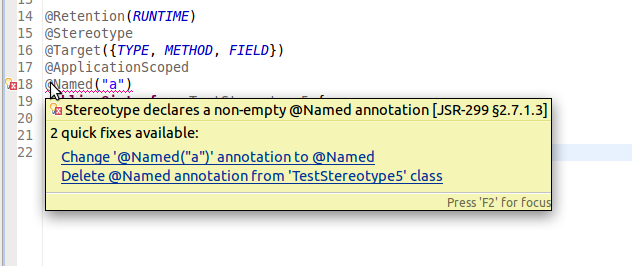 14 @Retention(RUNTIME)
15 @Stereotype
16 @Target({TYPE, METHOD, FIELD})
17 @ApplicationScoped
18 @Named("a")
19
Stereotype declares a non-empty @Named annotation [JSR-299 §2.7.1.3]
20
2 quick fixes available:
21
Change '@Named("a")' annotation to @Named
22
Delete @Named annotation from 'TestStereotype5' class
Press 'F2' for focus